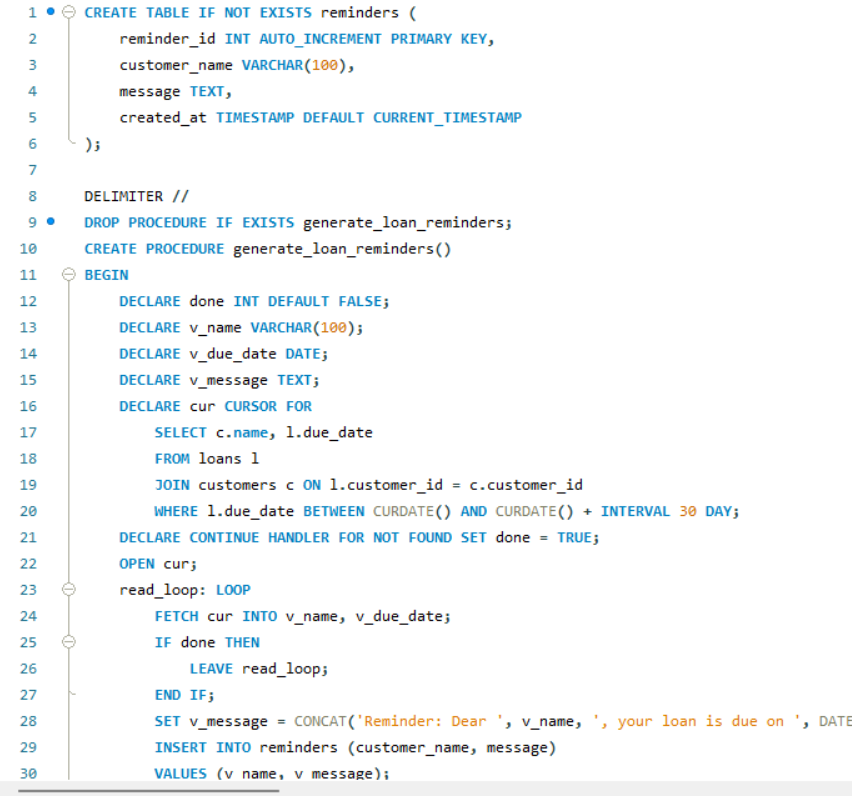 1 CREATE TABLE IF NOT EXISTS reminders (
2 reminder_id INT AUTO_INCREMENT PRIMARY KEY,
3 customer_name VARCHAR(100),
4 message TEXT,
5 created_at TIMESTAMP DEFAULT CURRENT_TIMESTAMP
6 );
7
8 DELIMITER //
9 DROP PROCEDURE IF EXISTS generate_loan_reminders;
10 CREATE PROCEDURE generate_loan_reminders()
11 BEGIN
12 DECLARE done INT DEFAULT FALSE;
13 DECLARE v_name VARCHAR(100);
14 DECLARE v_due_date DATE;
15 DECLARE v_message TEXT;
16 DECLARE cur CURSOR FOR
17 SELECT c.name, l.due_date
18 FROM loans l
19 JOIN customers c ON l.customer_id = c.customer_id
20 WHERE l.due_date BETWEEN CURDATE() AND CURDATE() + INTERVAL 30 DAY;
21 DECLARE CONTINUE HANDLER FOR NOT FOUND SET done = TRUE;
22 OPEN cur;
23 read_loop: LOOP
24 FETCH cur INTO v_name, v_due_date;
25 IF done THEN
26 LEAVE read_loop;
27 END IF;
28 SET v_message = CONCAT('Reminder: Dear ', v_name, ', your loan is due on ', DATE
29 INSERT INTO reminders (customer_name, message)
30 VALUES (v_name, v_message);